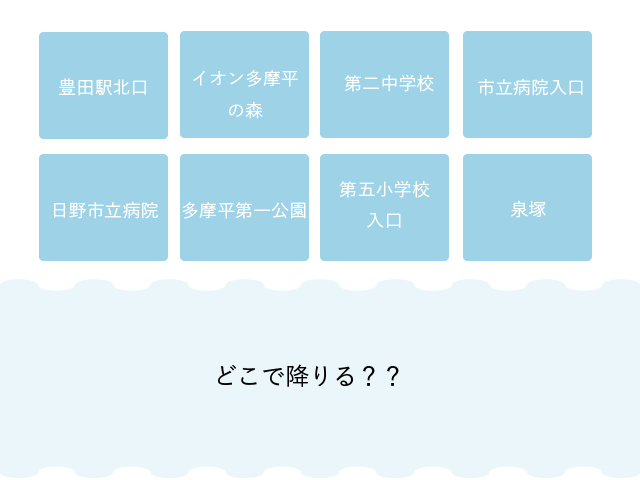 豊田駅北口
イオン多摩平
の森
第二中学校
市立病院入口
日野市立病院
多摩平第一公園
第五小学校
入口
泉塚
どこで降りる？？